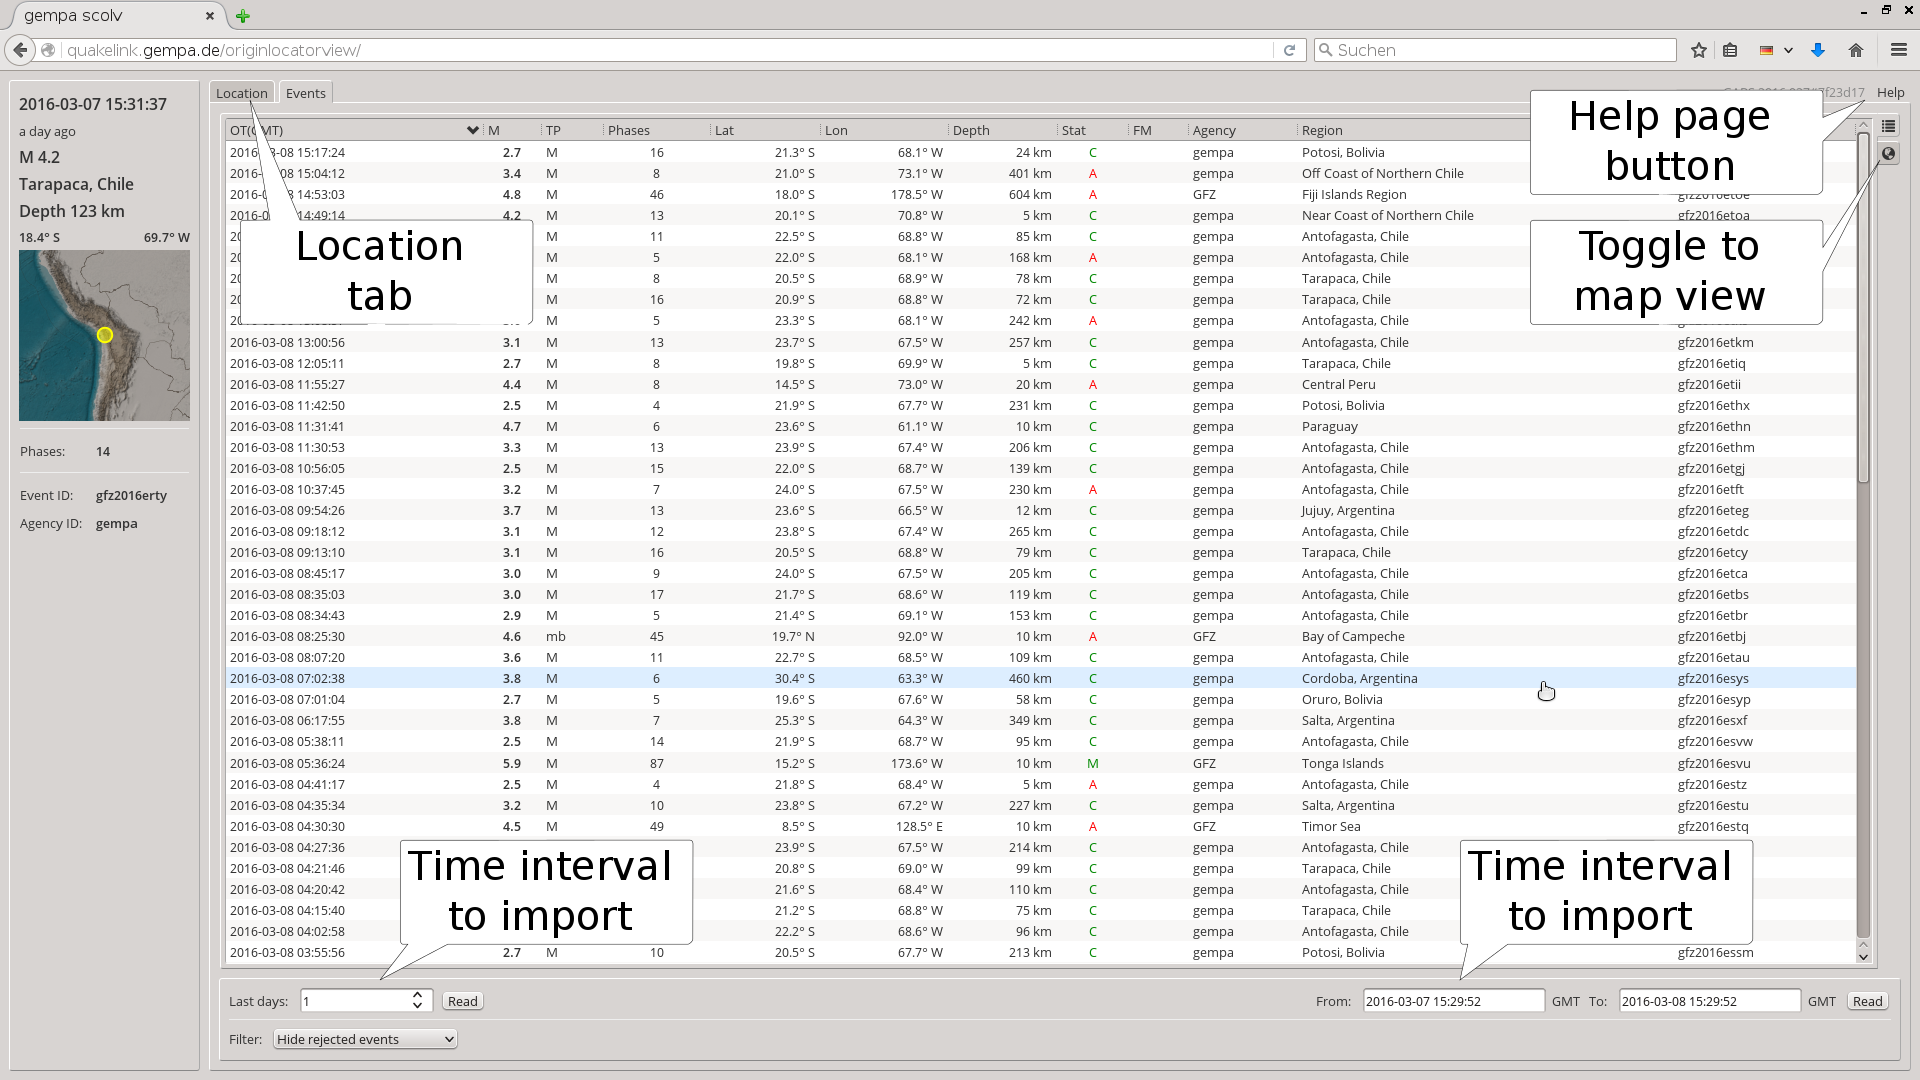 gempa scolv
quakelink.gempa.de/originlocatorview/
Suchen
2016-03-07 15:31:37
a day ago
M 4.2
Tarapaca, Chile
Depth 123 km
18.4° S 69.7° W
Phases: 14
Event ID: gfz2016erty
Agency ID: gempa
Location Events
Help
Help page
button
Toggle to
map view
Location
tab
OT(GMT) M TP Phases Lat Lon Depth Stat FM Agency Region
2016-03-08 15:17:24 2.7 M 16 21.3° S 68.1° W 24 km C gempa Potosi, Bolivia
2016-03-08 15:04:12 3.4 M 8 21.0° S 73.1° W 401 km A gempa Off Coast of Northern Chile
2016-03-08 14:53:03 4.8 M 46 18.0° S 178.5° W 604 km A GFZ Fiji Islands Region gfz2016etoe
14:49:14 4.2 M 13 20.1° S 70.8° W 5 km C gempa Near Coast of Northern Chile gfz2016etoa
M 11 22.5° S 68.8° W 85 km C gempa Antofagasta, Chile
M 5 22.0° S 68.1° W 168 km A gempa Antofagasta, Chile
M 8 20.5° S 68.9° W 78 km C gempa Tarapaca, Chile
M 16 20.9° S 68.8° W 72 km C gempa Tarapaca, Chile
M 5 23.3° S 68.1° W 242 km A gempa Antofagasta, Chile
2016-03-08 13:00:56 3.1 M 13 23.7° S 67.5° W 257 km C gempa Antofagasta, Chile gfz2016etkm
2016-03-08 12:05:11 2.7 M 8 19.8° S 69.9° W 5 km C gempa Tarapaca, Chile gfz2016etiq
2016-03-08 11:55:27 4.4 M 8 14.5° S 73.0° W 20 km A gempa Central Peru gfz2016etii
2016-03-08 11:42:50 2.5 M 4 21.9° S 67.7° W 231 km C gempa Potosi, Bolivia gfz2016ethx
2016-03-08 11:31:41 4.7 M 6 23.6° S 61.1° W 10 km C gempa Paraguay gfz2016ethn
2016-03-08 11:30:53 3.3 M 13 23.9° S 67.4° W 206 km C gempa Antofagasta, Chile gfz2016ethm
2016-03-08 10:56:05 2.5 M 15 22.0° S 68.7° W 139 km C gempa Antofagasta, Chile gfz2016etgj
2016-03-08 10:37:45 3.2 M 7 24.0° S 67.5° W 230 km A gempa Antofagasta, Chile gfz2016etft
2016-03-08 09:54:26 3.7 M 13 23.6° S 66.5° W 12 km C gempa Jujuy, Argentina gfz2016eteg
2016-03-08 09:18:12 3.1 M 12 23.8° S 67.4° W 265 km C gempa Antofagasta, Chile gfz2016etdc
2016-03-08 09:13:10 3.1 M 16 20.5° S 68.8° W 79 km C gempa Tarapaca, Chile gfz2016etcy
2016-03-08 08:45:17 3.0 M 9 24.0° S 67.5° W 205 km C gempa Antofagasta, Chile gfz2016etca
2016-03-08 08:35:03 3.0 M 17 21.7° S 68.6° W 119 km C gempa Antofagasta, Chile gfz2016etbs
2016-03-08 08:34:43 2.9 M 5 21.4° S 69.1° W 153 km C gempa Antofagasta, Chile gfz2016etbr
2016-03-08 08:25:30 4.6 mb 45 19.7° N 92.0° W 10 km A GFZ Bay of Campeche gfz2016etbj
2016-03-08 08:07:20 3.6 M 11 22.7° S 68.5° W 109 km C gempa Antofagasta, Chile gfz2016etau
2016-03-08 07:02:38 3.8 M 6 30.4° S 63.3° W 460 km C gempa Cordoba, Argentina gfz2016esys
2016-03-08 07:01:04 2.7 M 5 19.6° S 67.6° W 58 km C gempa Oruro, Bolivia gfz2016esyp
2016-03-08 06:17:55 3.8 M 7 25.3° S 64.3° W 349 km C gempa Salta, Argentina gfz2016esxf
2016-03-08 05:38:11 2.5 M 14 21.9° S 68.7° W 95 km C gempa Antofagasta, Chile gfz2016esvw
2016-03-08 05:36:24 5.9 M 87 15.2° S 173.6° W 10 km M GFZ Tonga Islands gfz2016esvu
2016-03-08 04:41:17 2.5 M 4 21.8° S 68.4° W 5 km A gempa Antofagasta, Chile gfz2016estz
2016-03-08 04:35:34 3.2 M 10 23.8° S 67.2° W 227 km C gempa Salta, Argentina gfz2016estu
2016-03-08 04:30:30 4.5 M 49 8.5° S 128.5° E 10 km A GFZ Timor Sea gfz2016estq
2016-03-08 04:27:36 23.9° S 67.5° W 214 km C gempa Antofagasta, Chile
2016-03-08 04:21:46 20.8° S 69.0° W 99 km C gempa Tarapaca, Chile
2016-03-08 04:20:42 21.6° S 68.4° W 110 km C gempa Antofagasta, Chile
2016-03-08 04:15:40 21.2° S 68.8° W 75 km C gempa Tarapaca, Chile
2016-03-08 04:02:58 22.2° S 68.6° W 96 km C gempa Antofagasta, Chile
2016-03-08 03:55:56 2.7 M 10 20.5° S 67.7° W 213 km C gempa Potosi, Bolivia gfz2016essm
Time interval
to import
Time interval
to import
Last days: 1 Read From: 2016-03-07 15:29:52 GMT To: 2016-03-08 15:29:52 GMT Read
Filter: Hide rejected events